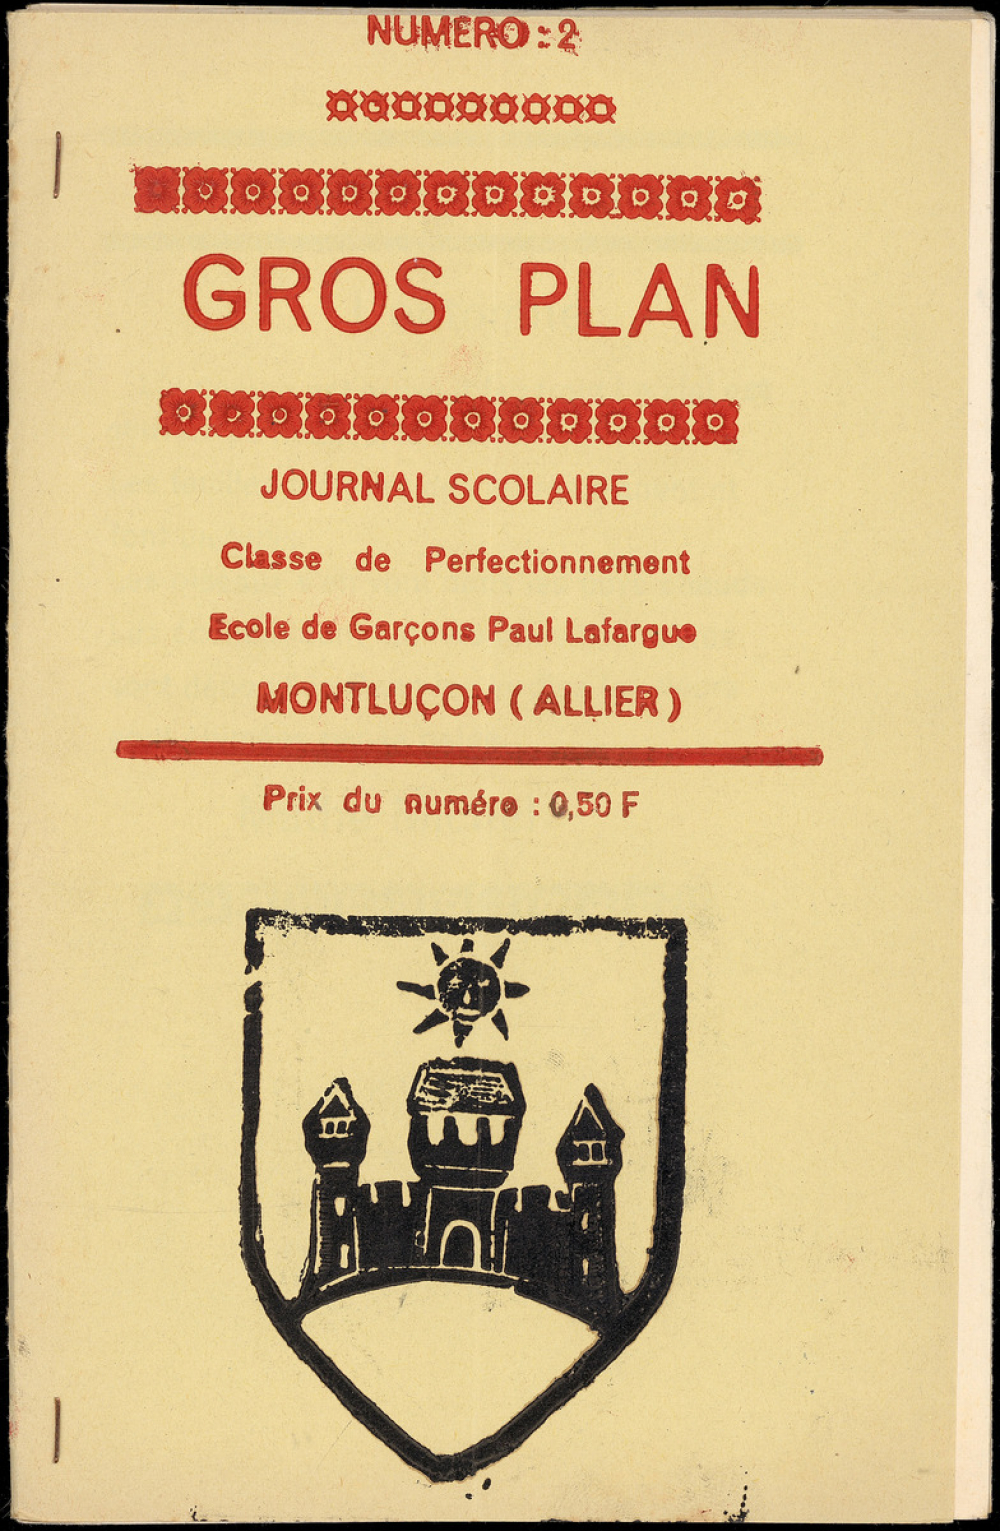 NUMERO : 2
GROS PLAN
JOURNAL SCOLAIRE
Classe de Perfectionnement
Ecole de Garçons Paul Lafargue
MONTLUÇON ( ALLIER )
Prix du numéro : 0,50 F